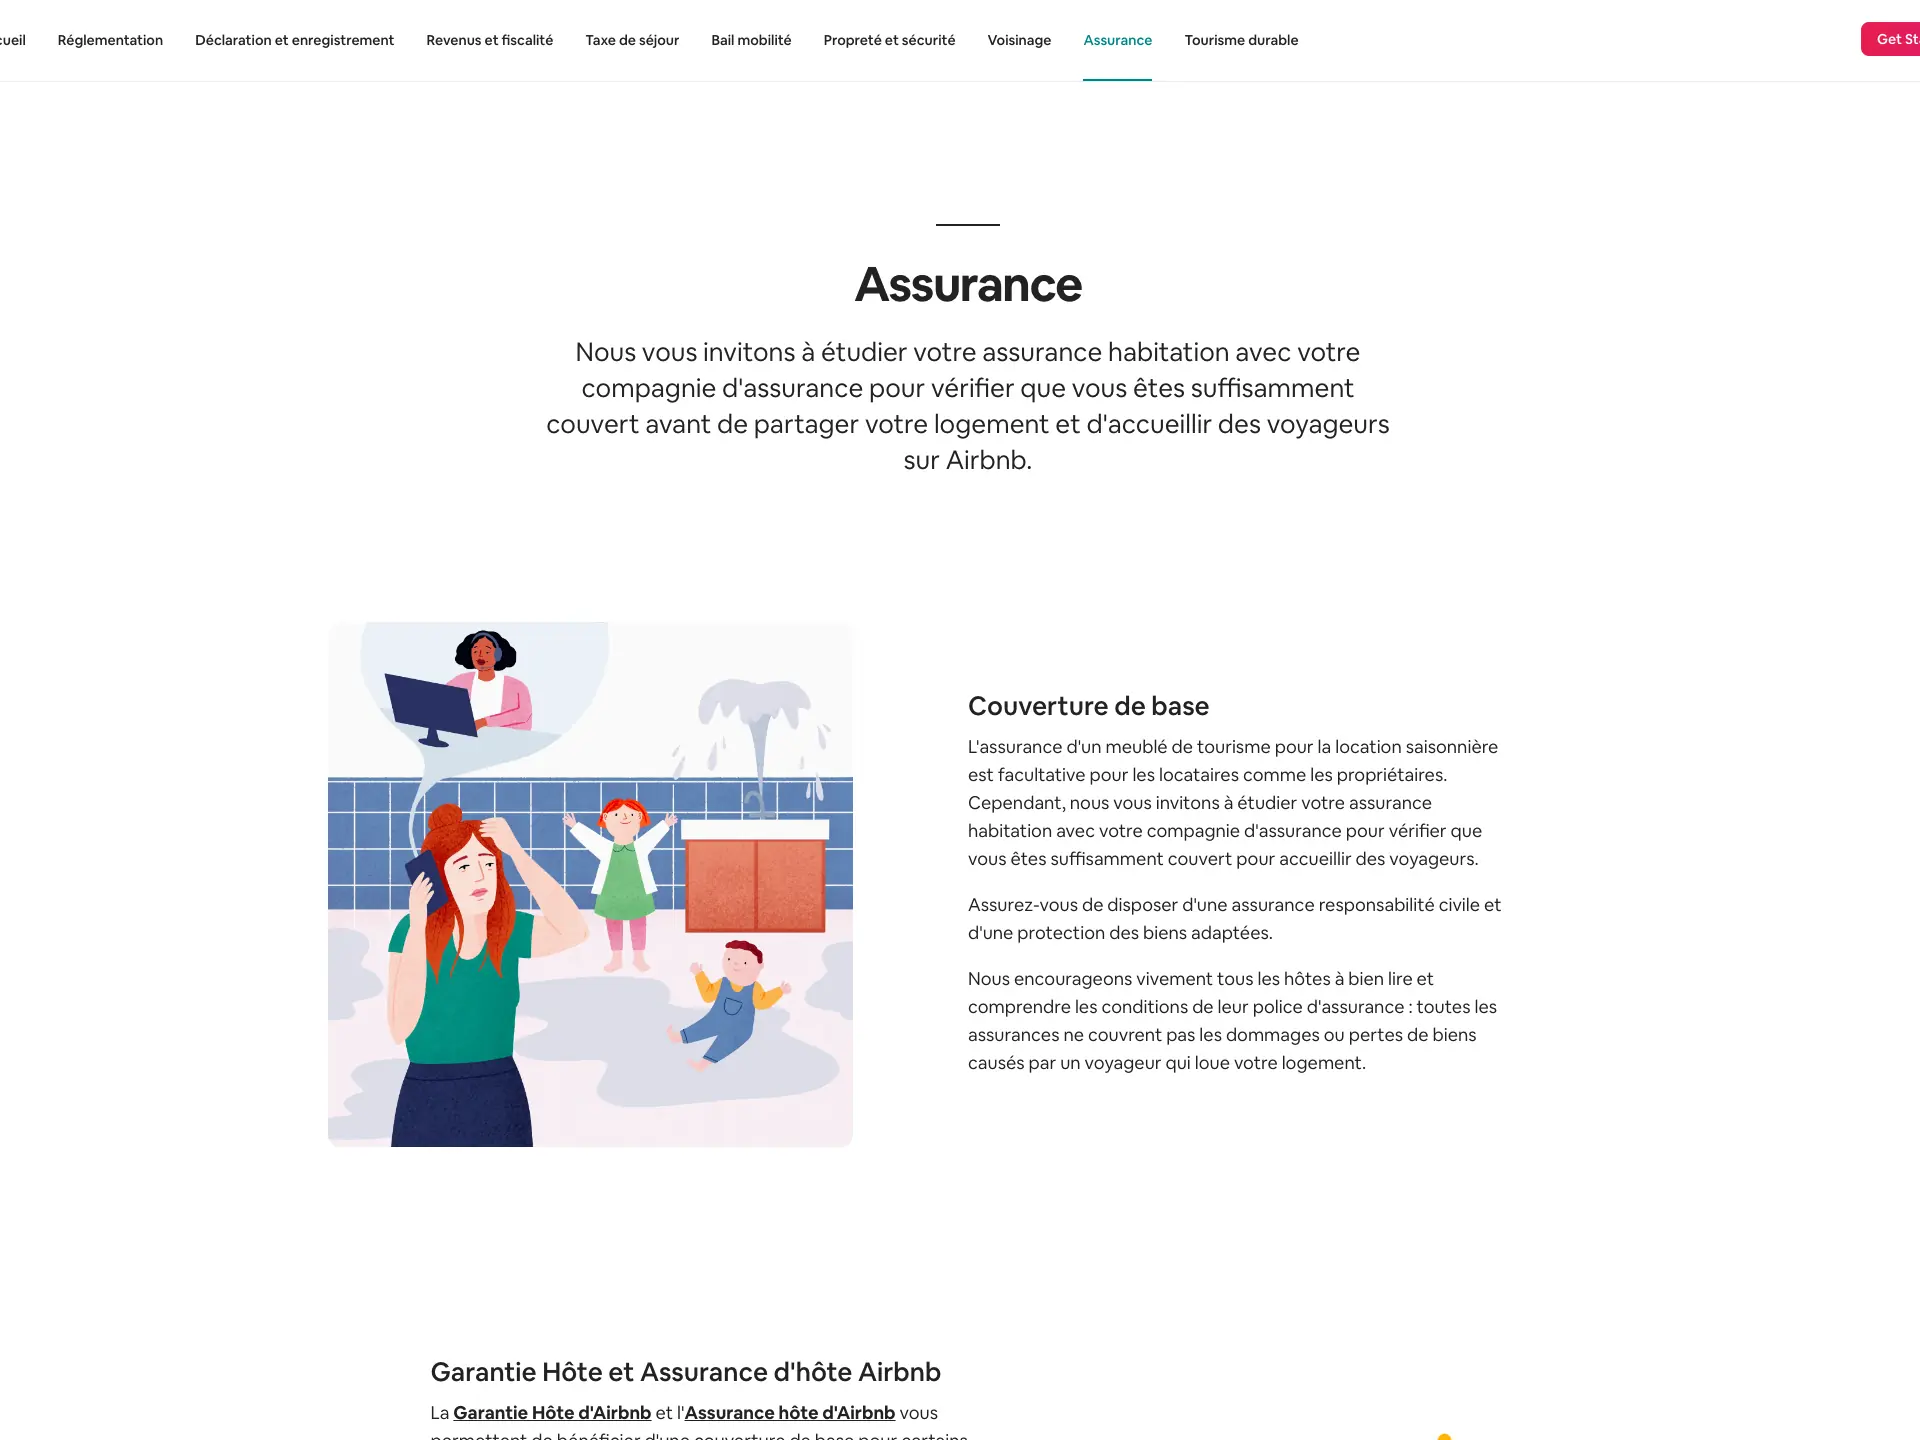 Réglementation
Déclaration et enregistrement
Revenus et fiscalité
Taxe de séjour
Bail mobilité
Propreté et sécurité
Voisinage
Assurance
Tourisme durable
Get
Assurance
Nous vous invitons à étudier votre assurance habitation avec votre
compagnie d'assurance pour vérifier que vous êtes suffisamment
couvert avant de partager votre logement et d'accueillir des voyageurs
sur Airbnb.
Couverture de base
L'assurance d'un meublé de tourisme pour la location saisonnière
est facultative pour les locataires comme les propriétaires.
Cependant, nous vous invitons à étudier votre assurance
habitation avec votre compagnie d'assurance pour vérifier que
vous êtes suffisamment couvert pour accueillir des voyageurs.
Assurez-vous de disposer d'une assurance responsabilité civile et
d'une protection des biens adaptées.
Nous encourageons vivement tous les hôtes à bien lire et
comprendre les conditions de leur police d'assurance : toutes les
assurances ne couvrent pas les dommages ou pertes de biens
causés par un voyageur qui loue votre logement.
Garantie Hôte et Assurance d'hôte Airbnb
La Garantie Hôte d'Airbnb et l'Assurance hôte d'Airbnb vous